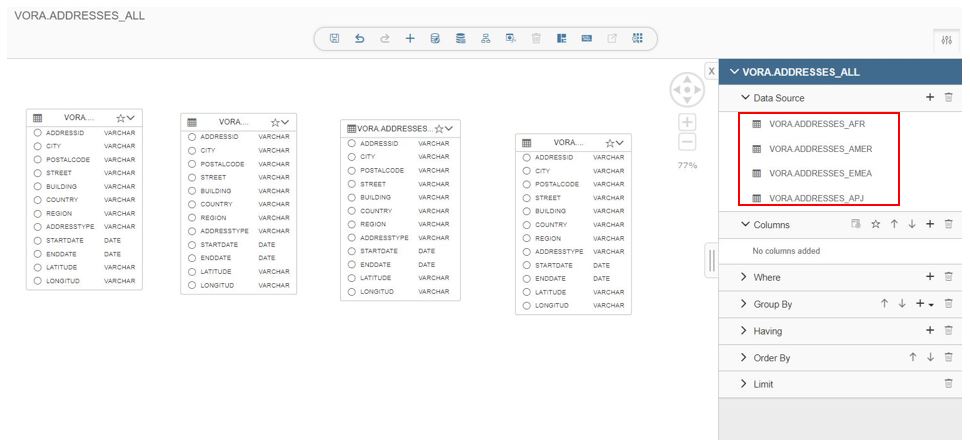 VORA.ADDRESSES_ALL
X
VORA.ADDRESSES_ALL
Data Source
VORA.ADDRESSES_AFR
VORA.ADDRESSES_AMER
VORA.ADDRESSES_EMEA
VORA.ADDRESSES_APJ
Columns
No columns added
Where
Group By
Having
Order By
Limit
77%
VORA....
ADDRESSID VARCHAR
CITY VARCHAR
POSTALCODE VARCHAR
STREET VARCHAR
BUILDING VARCHAR
COUNTRY VARCHAR
REGION VARCHAR
ADDRESSTYPE VARCHAR
STARTDATE DATE
ENDDATE DATE
LATITUDE VARCHAR
LONGITUD VARCHAR
VORA....
ADDRESSID VARCHAR
CITY VARCHAR
POSTALCODE VARCHAR
STREET VARCHAR
BUILDING VARCHAR
COUNTRY VARCHAR
REGION VARCHAR
ADDRESSTYPE VARCHAR
STARTDATE DATE
ENDDATE DATE
LATITUDE VARCHAR
LONGITUD VARCHAR
VORA.ADDRESSES...
ADDRESSID VARCHAR
CITY VARCHAR
POSTALCODE VARCHAR
STREET VARCHAR
BUILDING VARCHAR
COUNTRY VARCHAR
REGION VARCHAR
ADDRESSTYPE VARCHAR
STARTDATE DATE
ENDDATE DATE
LATITUDE VARCHAR
LONGITUD VARCHAR
VORA....
ADDRESSID VARCHAR
CITY VARCHAR
POSTALCODE VARCHAR
STREET VARCHAR
BUILDING VARCHAR
COUNTRY VARCHAR
REGION VARCHAR
ADDRESSTYPE VARCHAR
STARTDATE DATE
ENDDATE DATE
LATITUDE VARCHAR
LONGITUD VARCHAR